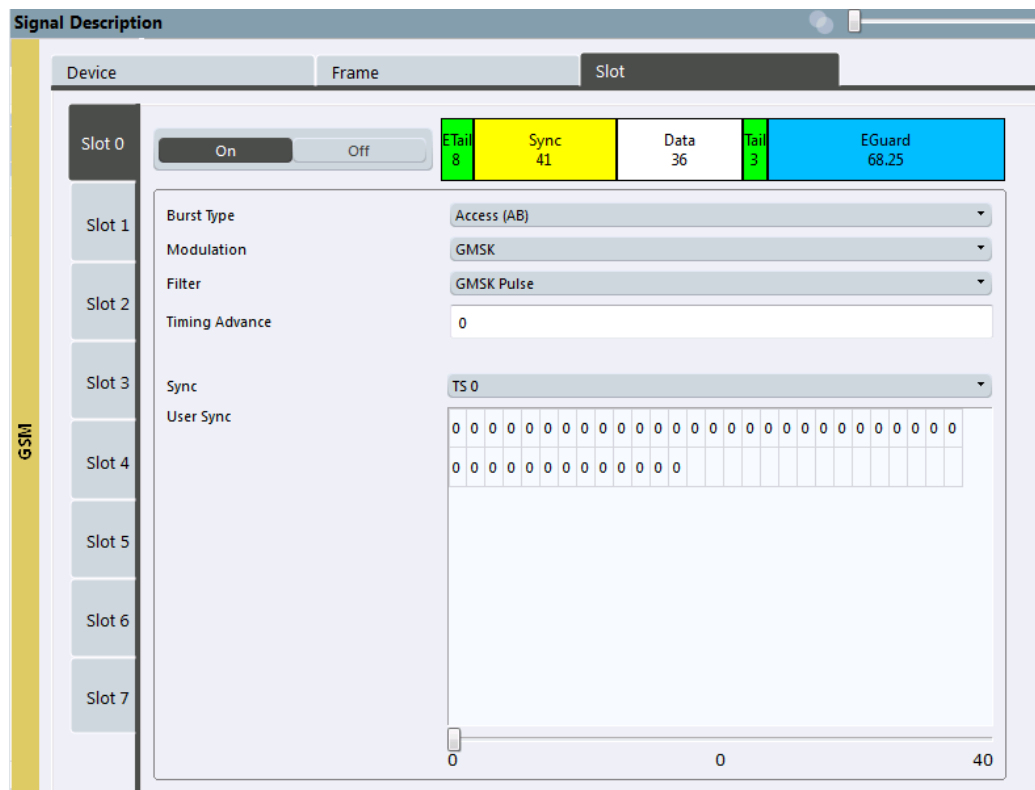 Signal Description
Device Frame Slot
GSM
Slot 0
Slot 1
Slot 2
Slot 3
Slot 4
Slot 5
Slot 6
Slot 7
On Off
ETail Sync Data Tail EGuard
8 41 36 3 68.25
Burst Type Access (AB)
Modulation GMSK
Filter GMSK Pulse
Timing Advance 0
Sync TS 0
User Sync
0 0 0 0 0 0 0 0 0 0 0 0 0 0 0 0 0 0 0 0 0 0 0 0 0 0 0 0
0 0 0 0 0 0 0 0 0 0 0 0 0
0 0 40